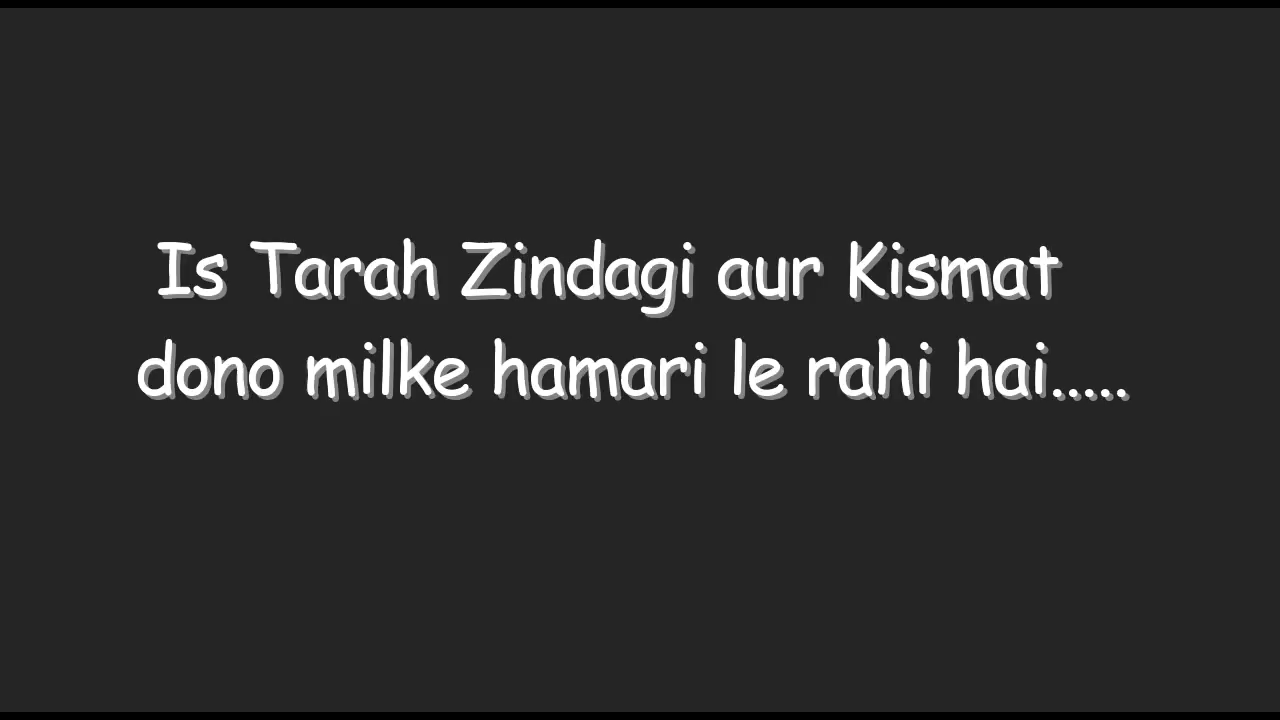 Is Tarah Zindagi aur Kismat
dono milke hamari le rahi hai.....